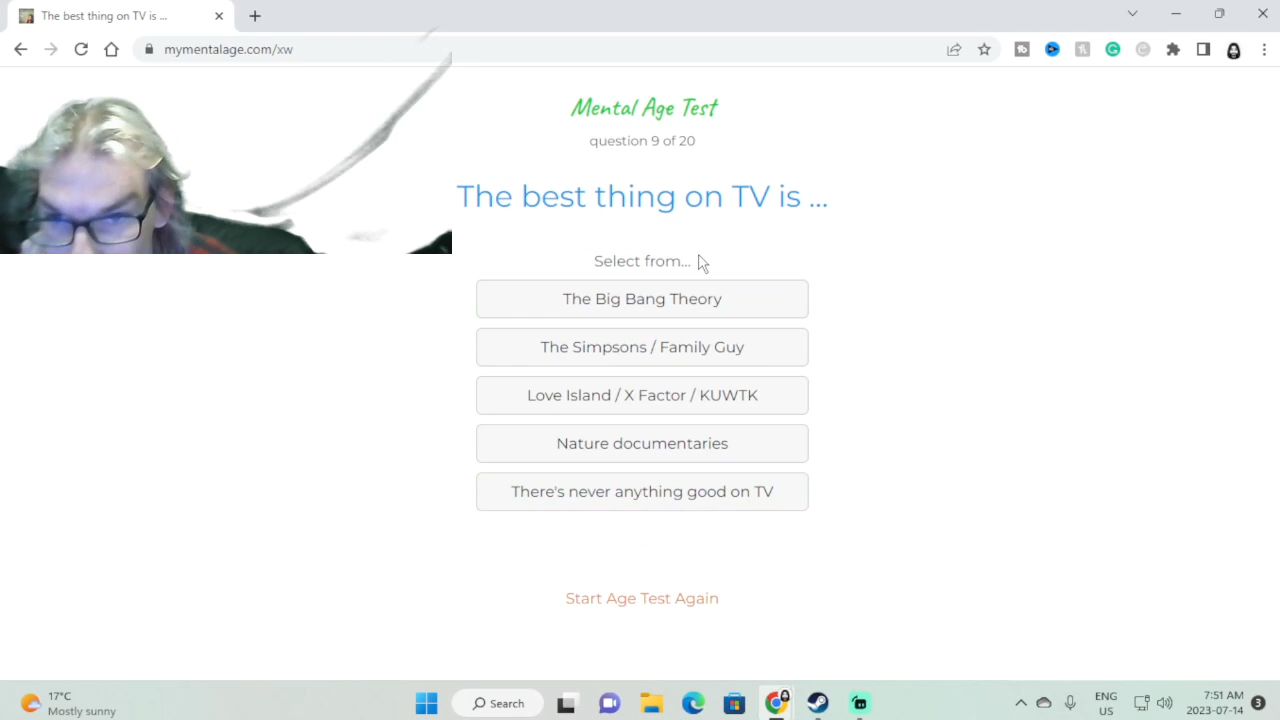 The best thing on TV is ...
mymentalage.com/xw
Mental Age Test
question 9 of 20
The best thing on TV is ...
Select from...
The Big Bang Theory
The Simpsons / Family Guy
Love Island / X Factor / KUWTK
Nature documentaries
There's never anything good on TV
Start Age Test Again
17°C
Mostly sunny
Search
ENG
US
7:51 AM
2023-07-14
3